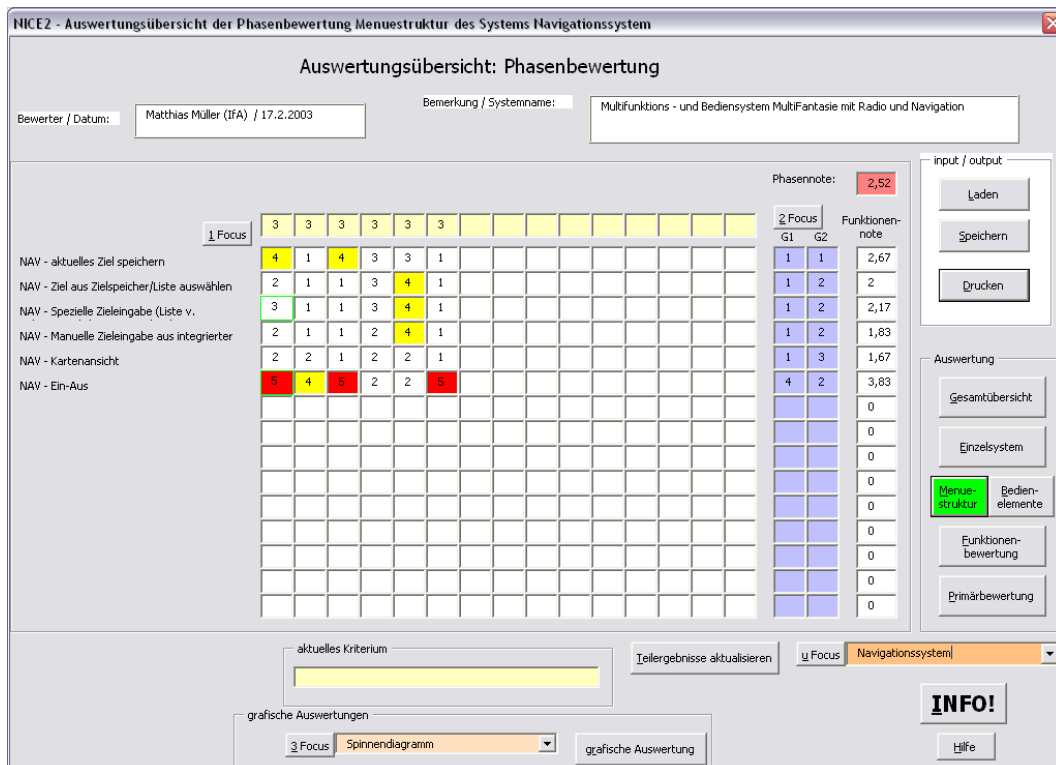 NICE2 - Auswertungsübersicht der Phasenbewertung Menuestruktur des Systems Navigationssystem
Auswertungsübersicht: Phasenbewertung
Bewerter / Datum:
Matthias Müller (IfA) / 17.2.2003
Bemerkung / Systemname:
Multifunktions - und Bediensystem MultiFantasie mit Radio und Navigation
Phasennote: 2,52
1 Focus 3 3 3 3 3 3
2 Focus
G1 G2
Funktionen-
note
NAV - aktuelles Ziel speichern 4 1 4 3 3 1 1 1 2,67
NAV - Ziel aus Zielspeicher/Liste auswählen 2 1 1 3 4 1 1 2 2
NAV - Spezielle Zieleingabe (Liste v. 3 1 1 3 4 1 1 2 2,17
NAV - Manuelle Zieleingabe aus integrierter 2 1 1 2 4 1 1 2 1,83
NAV - Kartenansicht 2 2 1 2 2 1 1 3 1,67
NAV - Ein-Aus 5 4 5 2 2 5 4 2 3,83
0
0
0
0
0
0
0
0
0
input / output
Laden
Speichern
Drucken
Auswertung
Gesamtübersicht
Einzelsystem
Menue-
struktur
Bedien-
elemente
Funktionen-
bewertung
Primärbewertung
aktuelles Kriterium
Teilergebnisse aktualisieren
u Focus
Navigationssystem
grafische Auswertungen
3 Focus
Spinnendiagramm
grafische Auswertung
INFO!
Hilfe